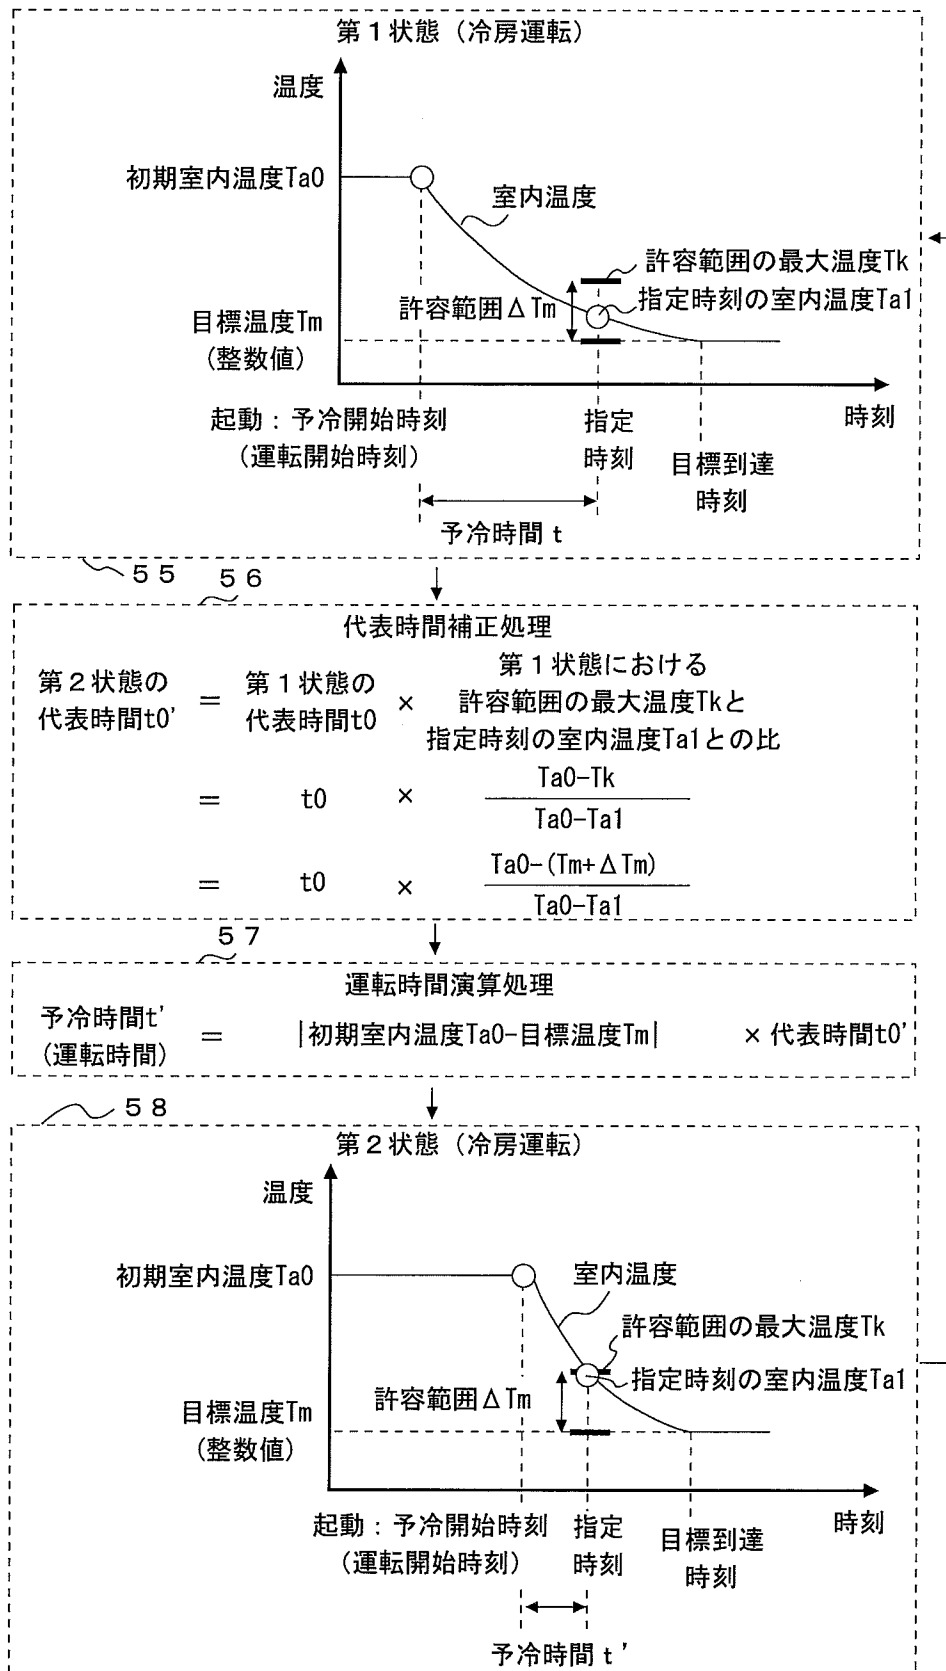 第1状態（冷房運転）
温度
初期室内温度Ta0
室内温度
許容範囲の最大温度Tk
許容範囲ΔTm
指定時刻の室内温度Ta1
目標温度Tm
(整数値)
時刻
起動：予冷開始時刻
（運転開始時刻）
指定
時刻
目標到達
時刻
予冷時間 t
55
56
代表時間補正処理
第2状態の
代表時間t0'
＝
第1状態の
代表時間t0
×
第1状態における
許容範囲の最大温度Tkと
指定時刻の室内温度Ta1との比
＝ t0 ×
Ta0-Tk
Ta0-Ta1
＝ t0 ×
Ta0-(Tm+ΔTm)
Ta0-Ta1
57
運転時間演算処理
予冷時間t'
(運転時間)
＝ |初期室内温度Ta0-目標温度Tm| × 代表時間t0'
58
第2状態（冷房運転）
温度
初期室内温度Ta0
室内温度
許容範囲の最大温度Tk
指定時刻の室内温度Ta1
許容範囲ΔTm
目標温度Tm
(整数値)
時刻
起動：予冷開始時刻
（運転開始時刻）
指定
時刻
目標到達
時刻
予冷時間 t'